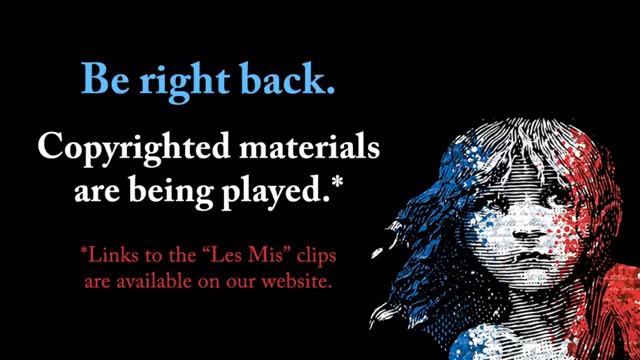 Be right back.
Copyrighted materials
are being played.*
*Links to the “Les Mis” clips
are available on our website.